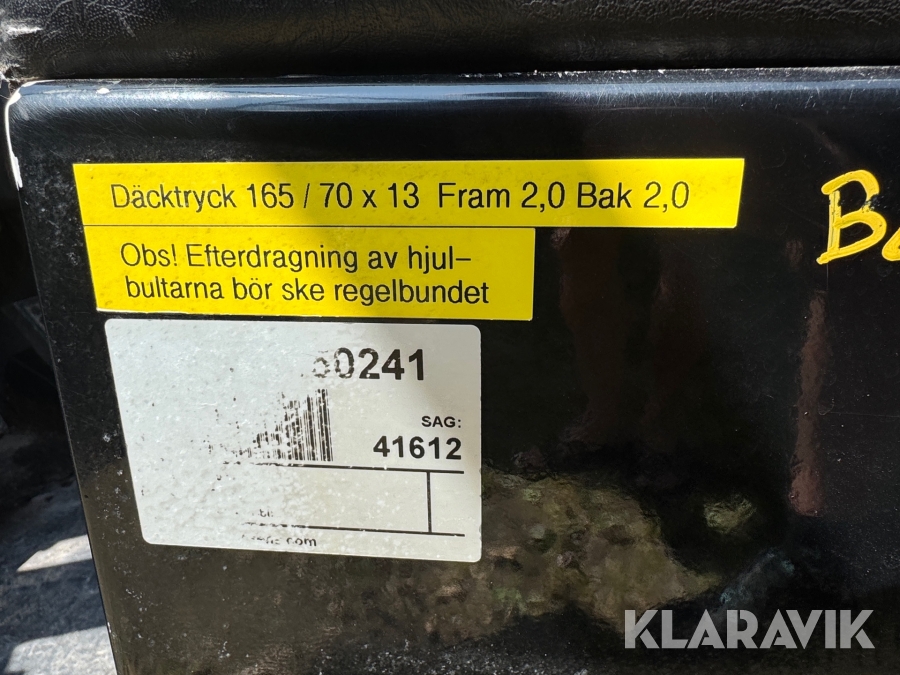 Däcktryck 165 / 70 x 13 Fram 2,0 Bak 2,0
Obs! Efterdragning av hjul–
bultarna bör ske regelbundet
0241
SAG:
41612
.com
KLARAVIK